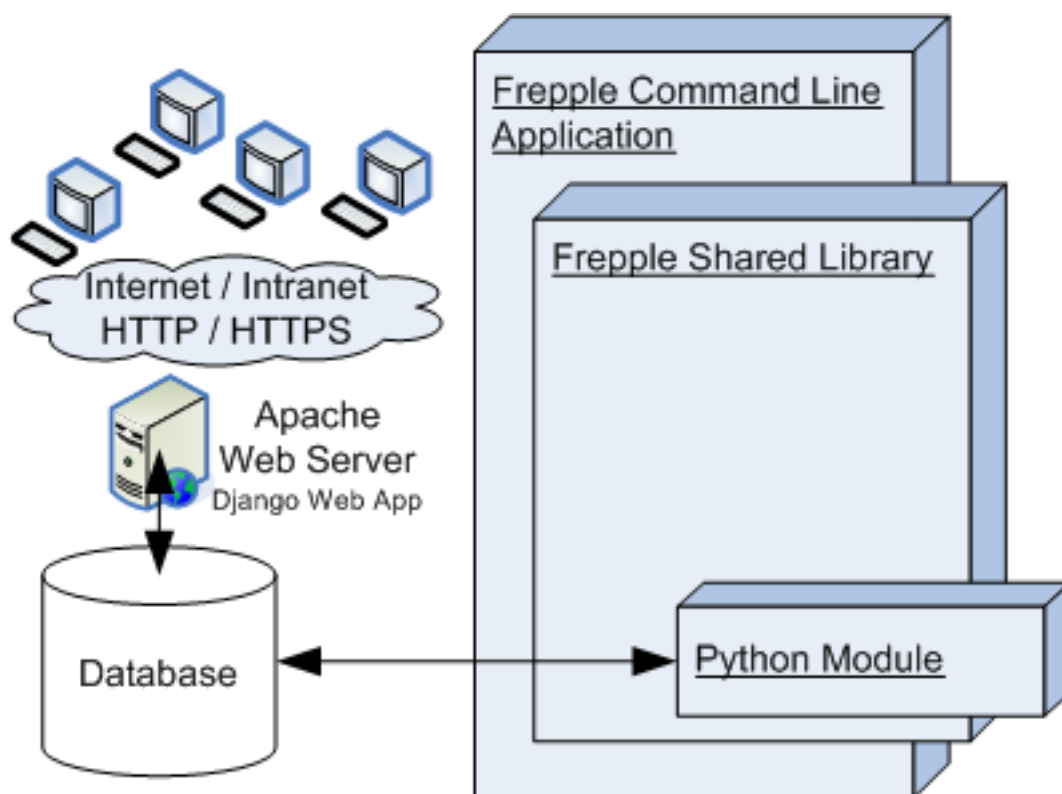 Frepple Command Line
Application
Frepple Shared Library
Internet / Intranet
HTTP / HTTPS
Apache
Web Server
Django Web App
Database
Python Module